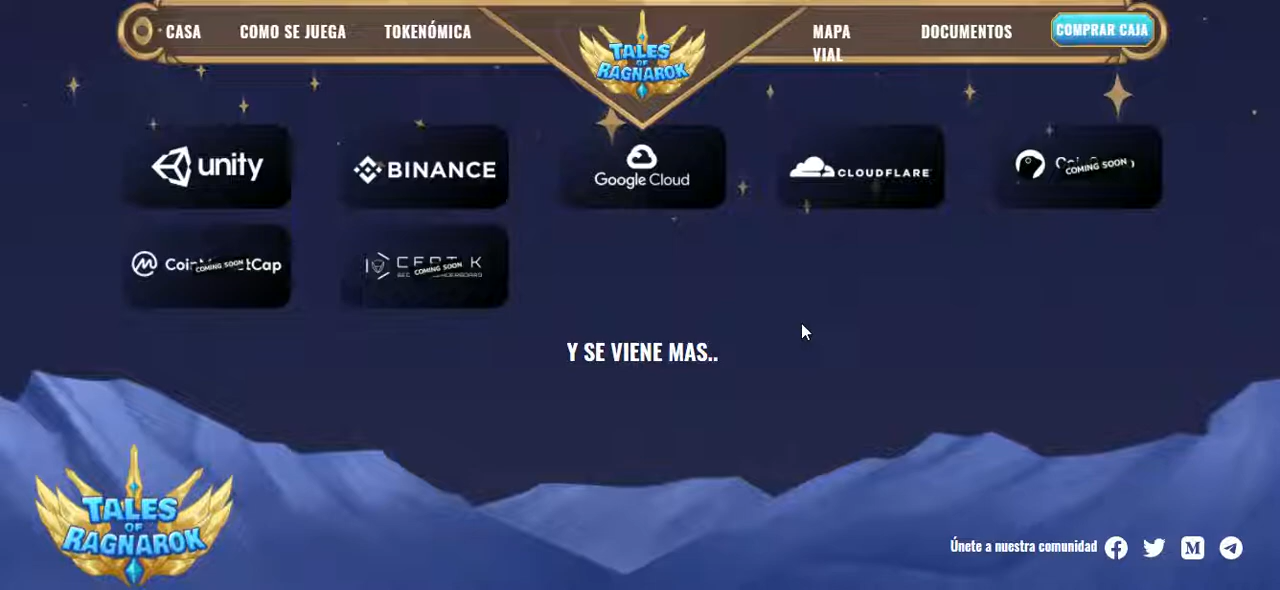 CASA
COMO SE JUEGA
TOKENÓMICA
TALES
OF
RAGNAROK
MAPA
VIAL
DOCUMENTOS
COMPRAR CAJA
unity
BINANCE
Google Cloud
CLOUDFLARE
COMING SOON
COMING SOON
COMING SOON
Y SE VIENE MAS..
TALES
OF
RAGNAROK
Únete a nuestra comunidad